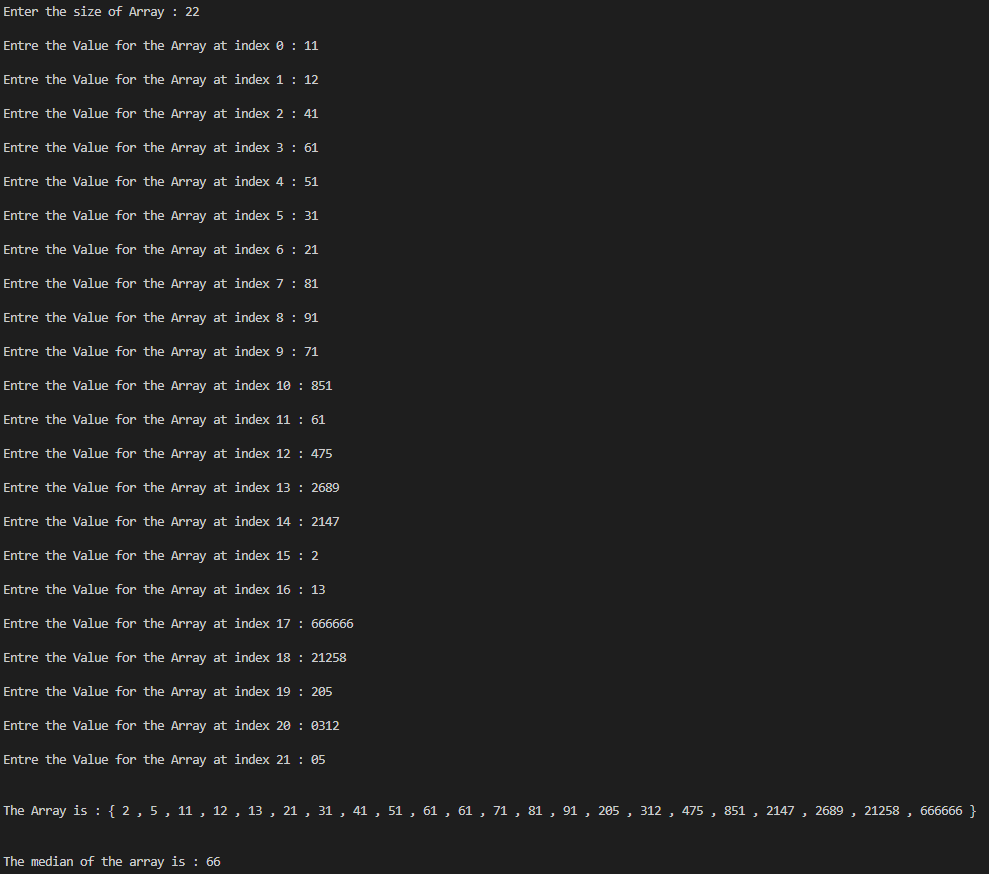 Enter the size of Array : 22
Entre the Value for the Array at index 0 : 11
Entre the Value for the Array at index 1 : 12
Entre the Value for the Array at index 2 : 41
Entre the Value for the Array at index 3 : 61
Entre the Value for the Array at index 4 : 51
Entre the Value for the Array at index 5 : 31
Entre the Value for the Array at index 6 : 21
Entre the Value for the Array at index 7 : 81
Entre the Value for the Array at index 8 : 91
Entre the Value for the Array at index 9 : 71
Entre the Value for the Array at index 10 : 851
Entre the Value for the Array at index 11 : 61
Entre the Value for the Array at index 12 : 475
Entre the Value for the Array at index 13 : 2689
Entre the Value for the Array at index 14 : 2147
Entre the Value for the Array at index 15 : 2
Entre the Value for the Array at index 16 : 13
Entre the Value for the Array at index 17 : 666666
Entre the Value for the Array at index 18 : 21258
Entre the Value for the Array at index 19 : 205
Entre the Value for the Array at index 20 : 0312
Entre the Value for the Array at index 21 : 05
The Array is : { 2 , 5 , 11 , 12 , 13 , 21 , 31 , 41 , 51 , 61 , 61 , 71 , 81 , 91 , 205 , 312 , 475 , 851 , 2147 , 2689 , 21258 , 666666 }
The median of the array is : 66